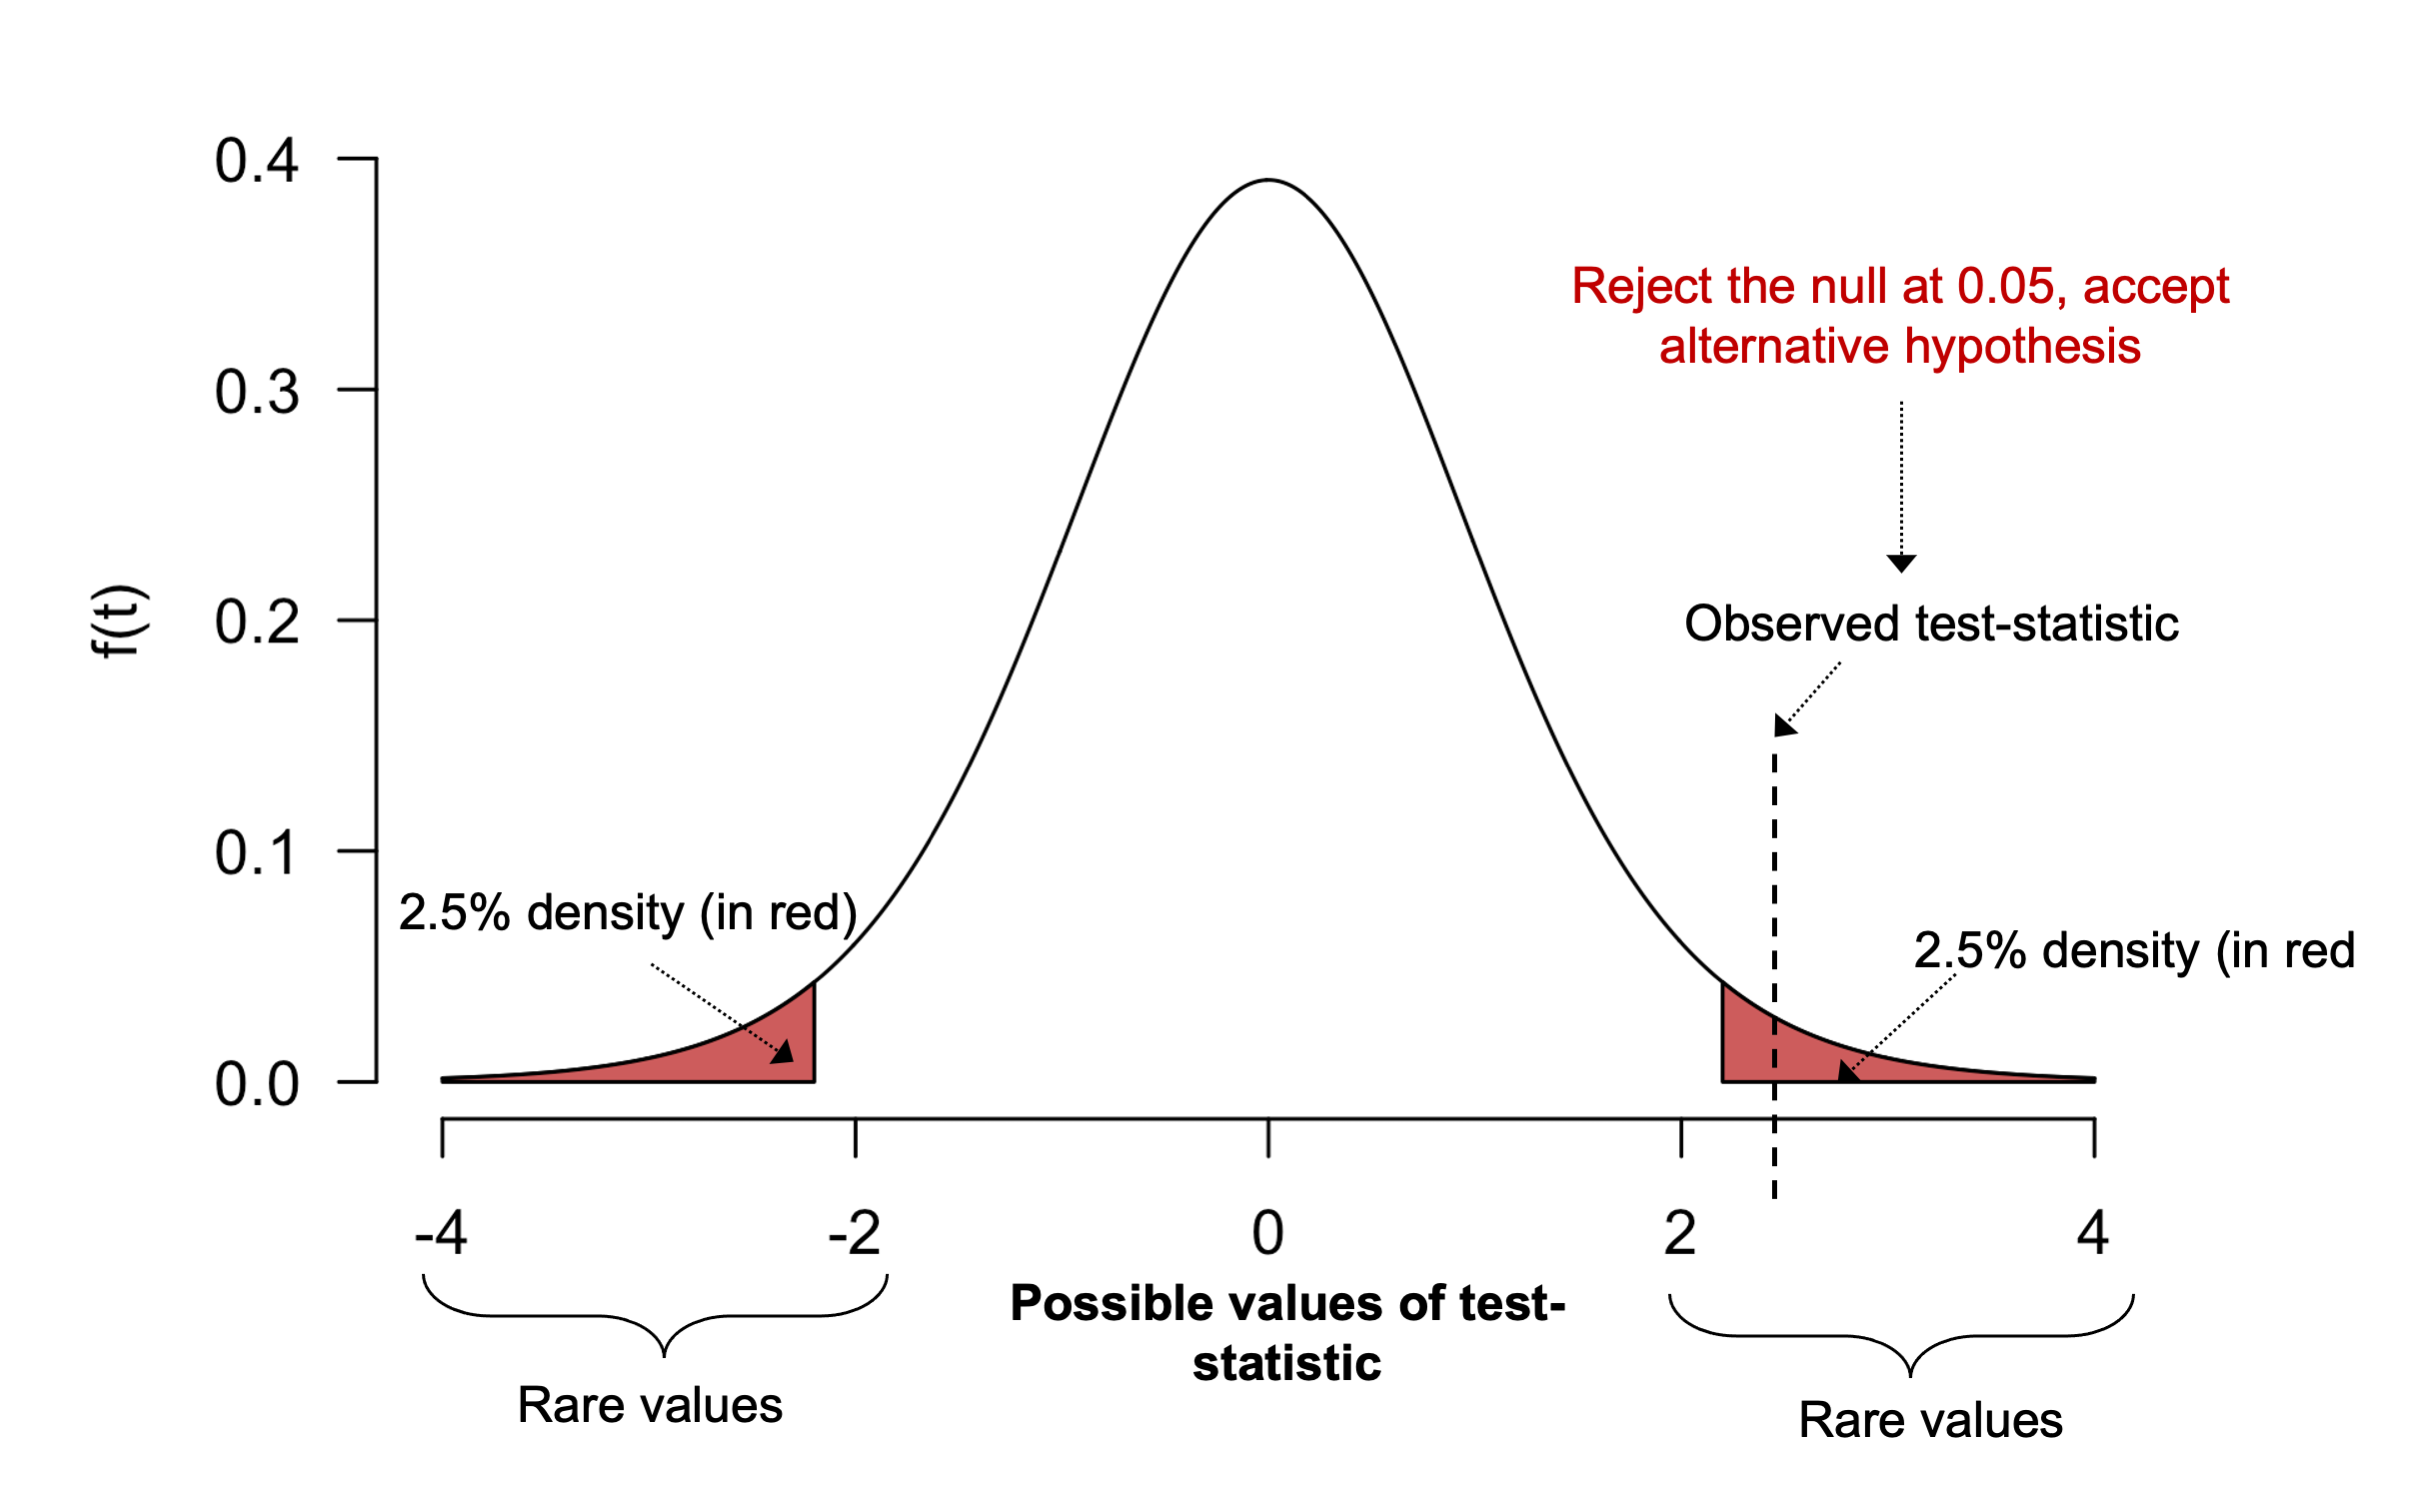 0.4
Reject the null at 0.05, accept
alternative hypothesis
0.3
f(t)
0.2
Observed test-statistic
0.1
2.5% density (in red)
2.5% density (in red
0.0
-4
-2
0
2
4
Possible values of test-
statistic
Rare values
Rare values